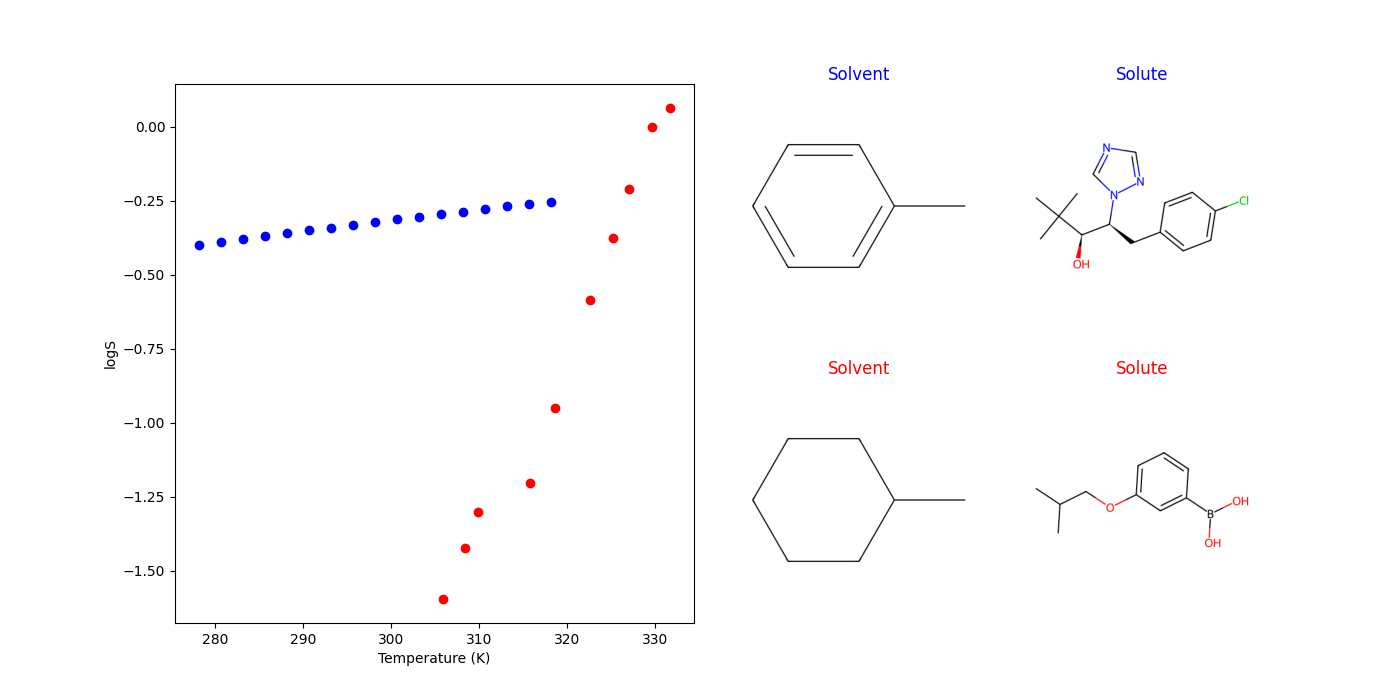 Solvent
Solute
N
N
N
Cl
OH
0.00
−0.25
−0.50
−0.75
−1.00
−1.25
−1.50
logS
280 290 300 310 320 330
Temperature (K)
Solvent
Solute
O
B
OH
OH